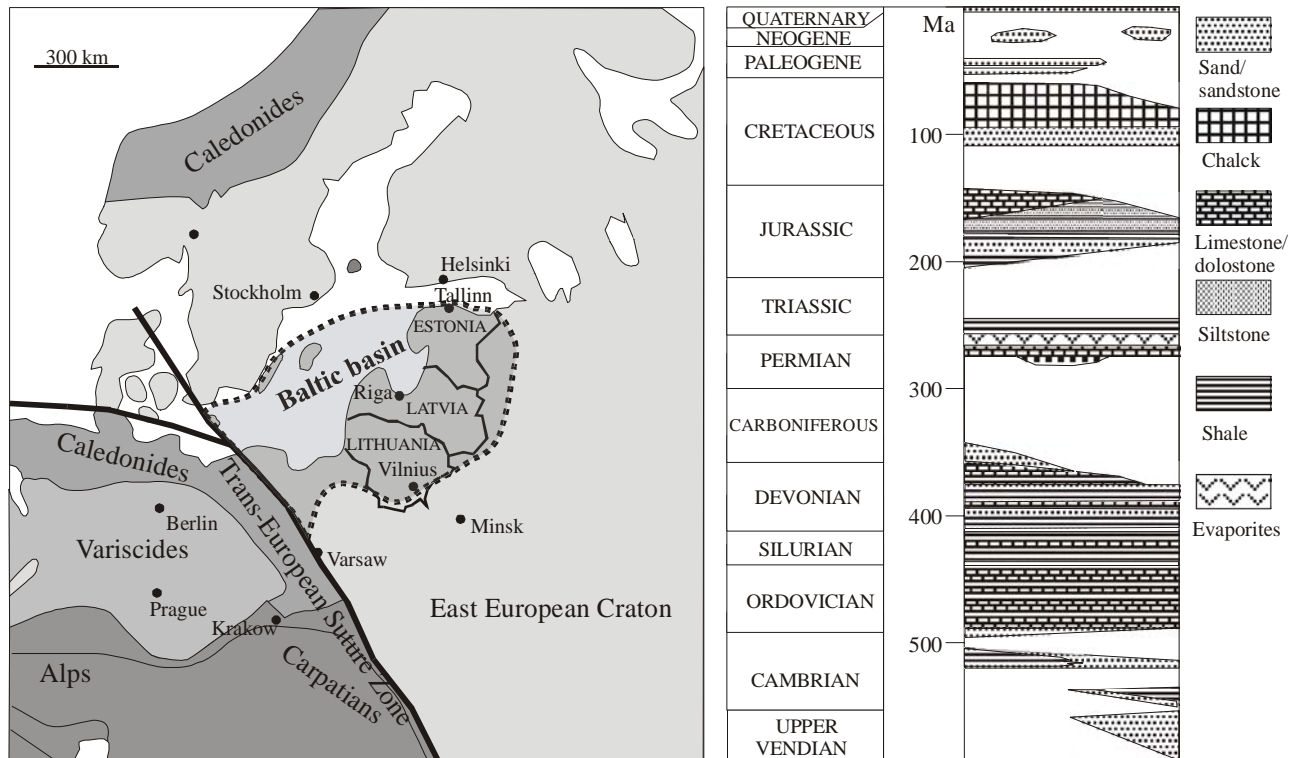 300 km
Caledonides
Helsinki
Stockholm
Tallinn
ESTONIA
Baltic basin
Riga
LATVIA
LITHUANIA
Vilnius
Minsk
Caledonides
Trans-European Suture Zone
Berlin
Variscides
Varsaw
Prague
Krakow
East European Craton
Alps
Carpatians
QUATERNARY
NEOGENE
PALEOGENE
CRETACEOUS
JURASSIC
TRIASSIC
PERMIAN
CARBONIFEROUS
DEVONIAN
SILURIAN
ORDOVICIAN
CAMBRIAN
UPPER
VENDIAN
Ma
100
200
300
400
500
Sand/
sandstone
Chalck
Limestone/
dolostone
Siltstone
Shale
Evaporites